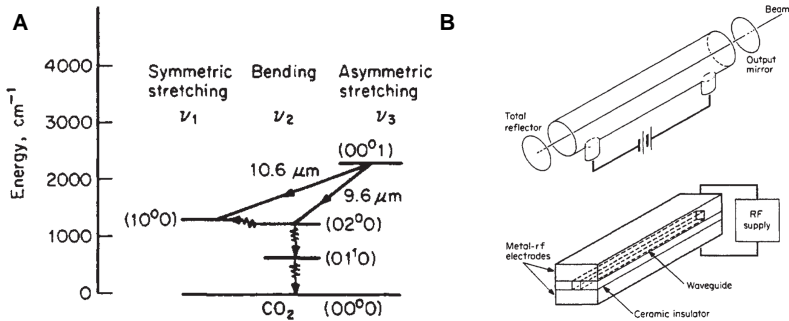 A
Energy, cm⁻¹
4000
3000
2000
1000
0
Symmetric
stretching
ν₁
Bending
ν₂
Asymmetric
stretching
ν₃
(00⁰1)
10.6 μm
9.6 μm
(10⁰0)
(02⁰0)
(01¹0)
CO₂ (00⁰0)
B
Beam
Output
mirror
Total
reflector
RF
supply
Metal-rf
electrodes
Waveguide
Ceramic insulator